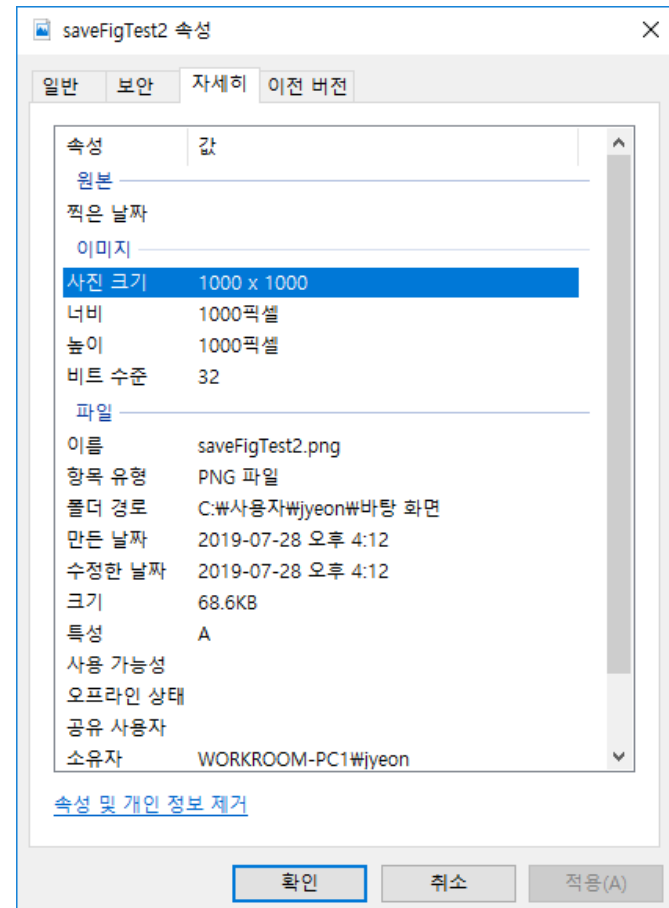 saveFigTest2 속성
일반 보안 자세히 이전 버전
속성 값
원본
찍은 날짜
이미지
사진 크기 1000 x 1000
너비 1000픽셀
높이 1000픽셀
비트 수준 32
파일
이름 saveFigTest2.png
항목 유형 PNG 파일
폴더 경로 C:₩사용자₩jyeon₩바탕 화면
만든 날짜 2019-07-28 오후 4:12
수정한 날짜 2019-07-28 오후 4:12
크기 68.6KB
특성 A
사용 가능성
오프라인 상태
공유 사용자
소유자 WORKROOM-PC1₩jyeon
속성 및 개인 정보 제거
확인 취소 적용(A)